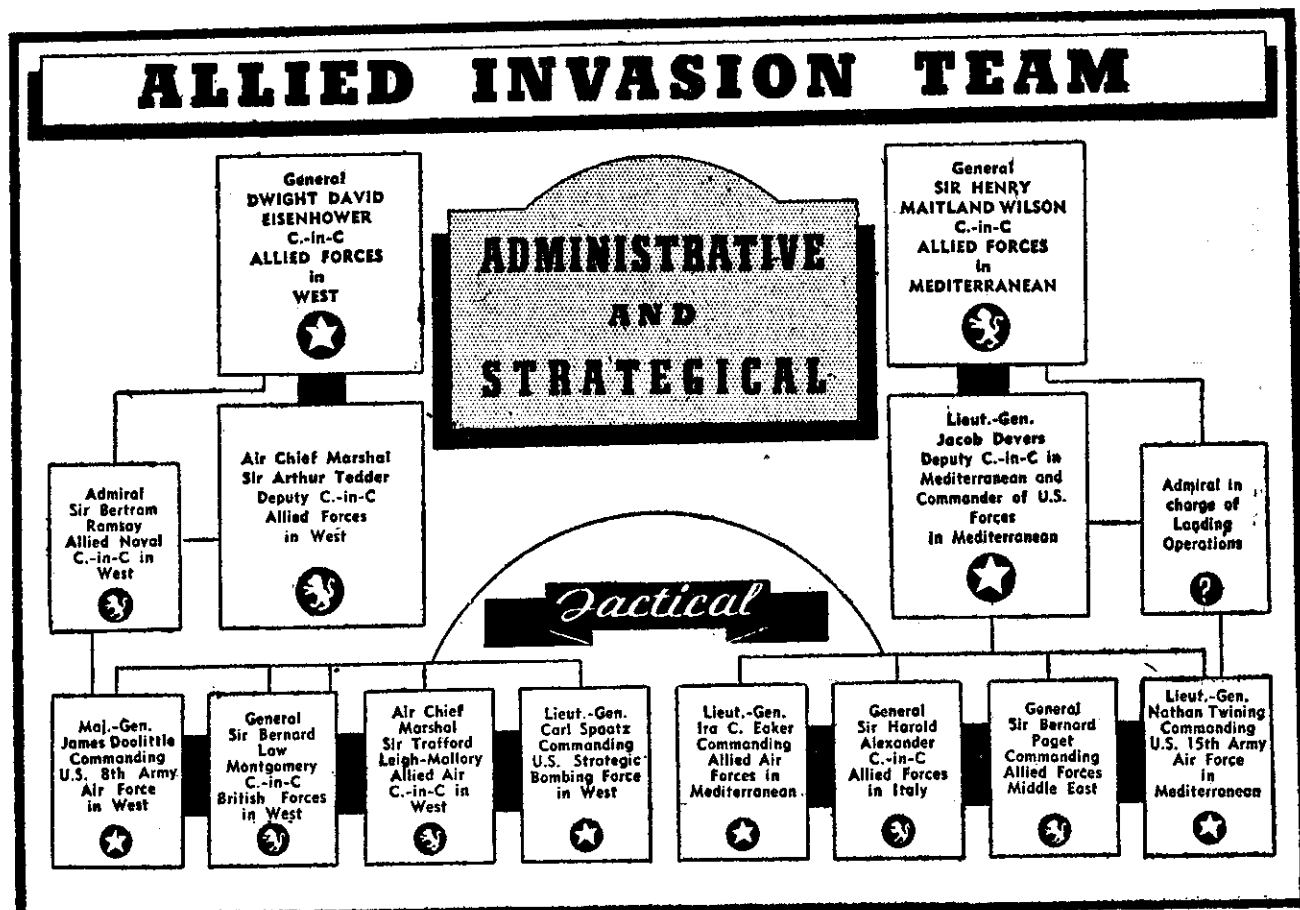 ALLIED INVASION TEAM
General
DWIGHT DAVID
EISENHOWER
C.-in-C
ALLIED FORCES
in
WEST
ADMINISTRATIVE
AND
STRATEGICAL
General
SIR HENRY
MAITLAND WILSON
C.-in-C
ALLIED FORCES
in
MEDITERRANEAN
Admiral
Sir Bertram
Ramsay
Allied Naval
C.-in-C in
West
Air Chief Marshal
Sir Arthur Tedder
Deputy C.-in-C
Allied Forces
in West
Lieut.-Gen.
Jacob Devers
Deputy C.-in-C in
Mediterranean and
Commander of U.S.
Forces
in Mediterranean
Admiral in
charge of
Landing
Operations
?
Tactical
Maj.-Gen.
James Doolittle
Commanding
U.S. 8th Army
Air Force
in West
General
Sir Bernard
Law
Montgomery
C.-in-C
British Forces
in West
Air Chief
Marshal
Sir Trafford
Leigh-Mallory
Allied Air
C.-in-C in
West
Lieut.-Gen.
Carl Spaatz
Commanding
U.S. Strategic
Bombing Force
in West
Lieut.-Gen.
Ira C. Eaker
Commanding
Allied Air
Forces in
Mediterranean
General
Sir Harold
Alexander
C.-in-C
Allied Forces
in Italy
General
Sir Bernard
Paget
Commanding
Allied Forces
Middle East
Lieut.-Gen.
Nathan Twining
Commanding
U.S. 15th Army
Air Force
in
Mediterranean